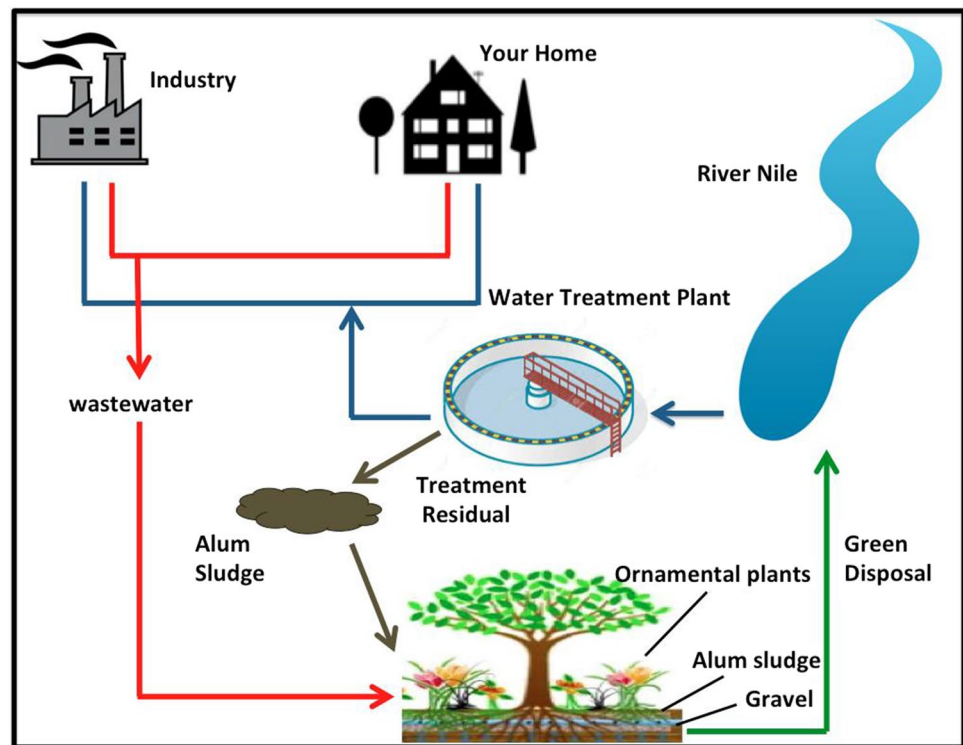 Your Home
Industry
River Nile
Water Treatment Plant
wastewater
Treatment
Residual
Alum
Sludge
Green
Disposal
Ornamental plants
Alum sludge
Gravel